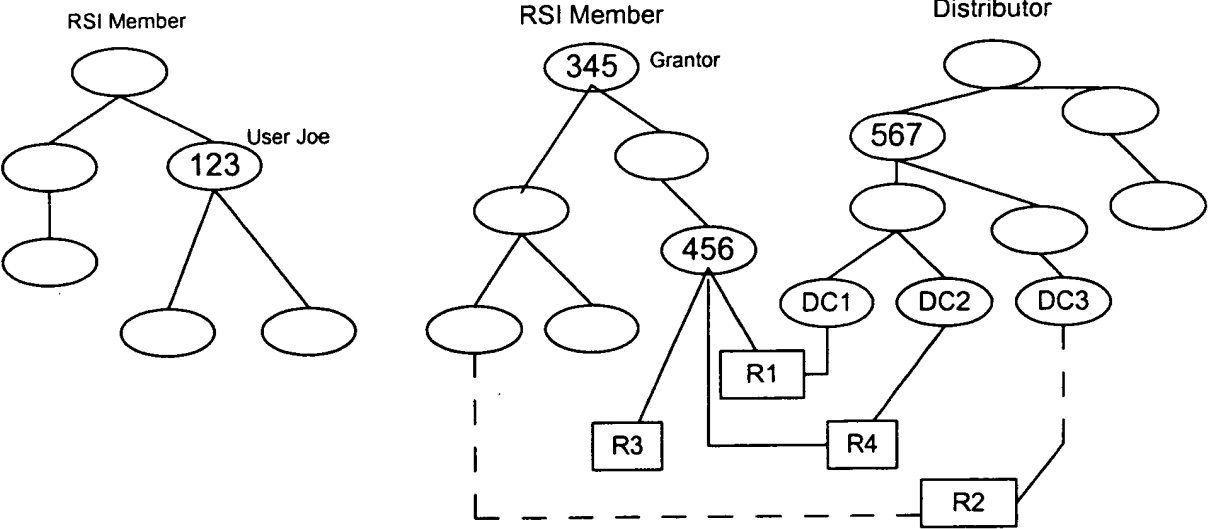 RSI Member
RSI Member
Distributor
345
Grantor
User Joe
123
567
456
DC1
DC2
DC3
R1
R3
R4
R2